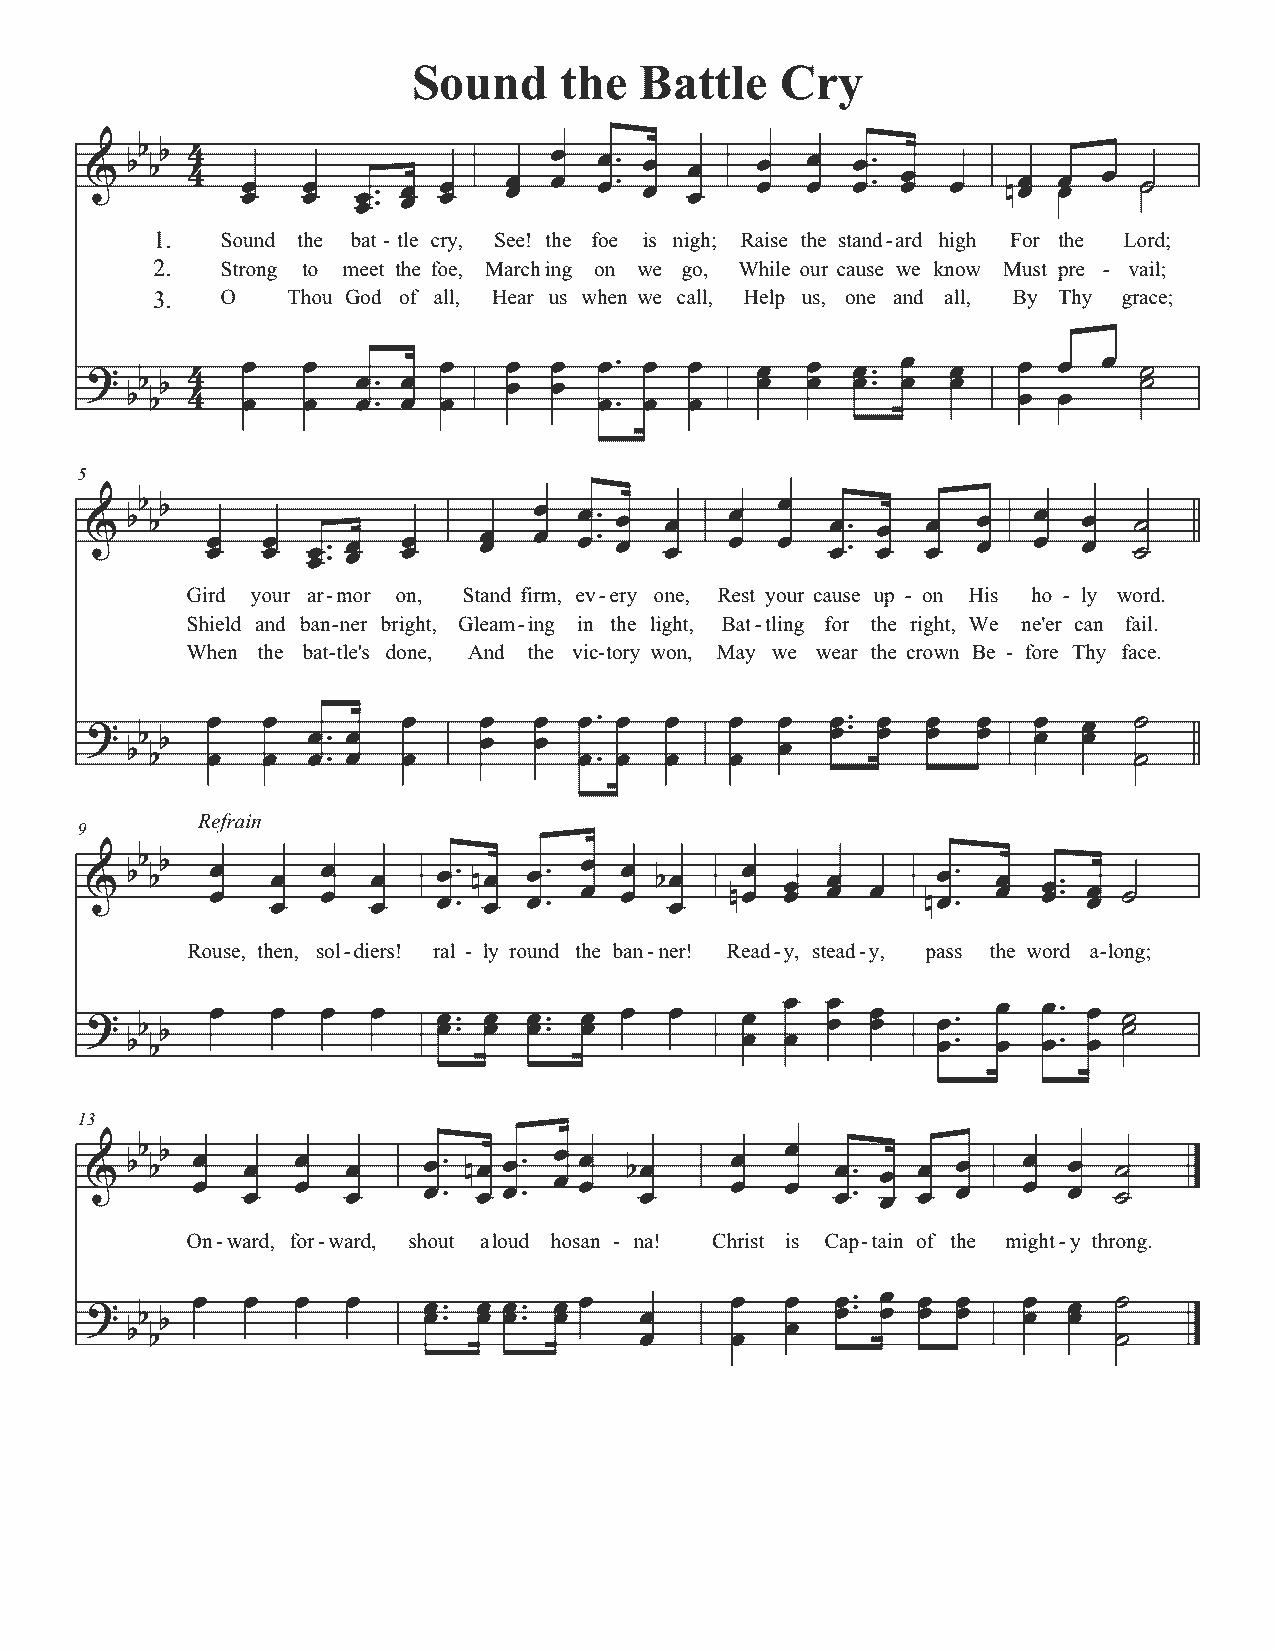 Sound the Battle Cry
1. Sound the bat - tle cry, See! the foe is nigh; Raise the stand - ard high For the Lord;
2. Strong to meet the foe, March ing on we go, While our cause we know Must pre - vail;
3. O Thou God of all, Hear us when we call, Help us, one and all, By Thy grace;
5
Gird your ar - mor on, Stand firm, ev - ery one, Rest your cause up - on His ho - ly word.
Shield and ban-ner bright, Gleam - ing in the light, Bat - tling for the right, We ne'er can fail.
When the bat-tle's done, And the vic-tory won, May we wear the crown Be - fore Thy face.
9 Refrain
Rouse, then, sol - diers! ral - ly round the ban - ner! Read - y, stead - y, pass the word a-long;
13
On - ward, for - ward, shout aloud hosan - na! Christ is Cap - tain of the might - y throng.